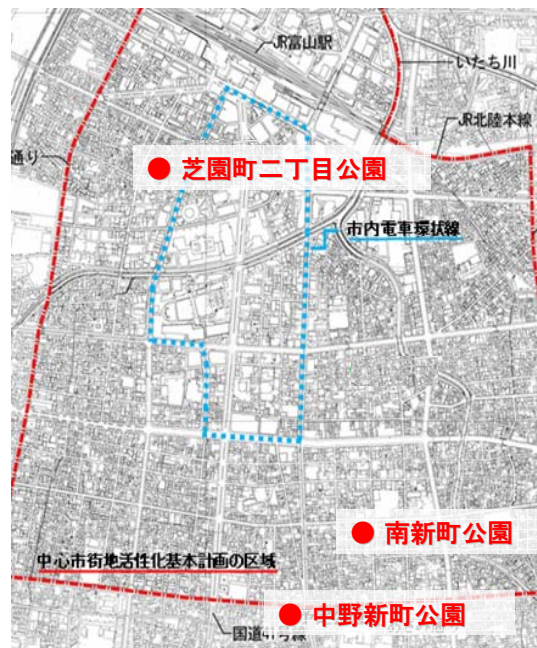 JR富山駅
いたち川
JR北陸本線
通り
● 芝園町二丁目公園
市内電車環状線
● 南新町公園
中心市街地活性化基本計画の区域
● 中野新町公園
国道41号線